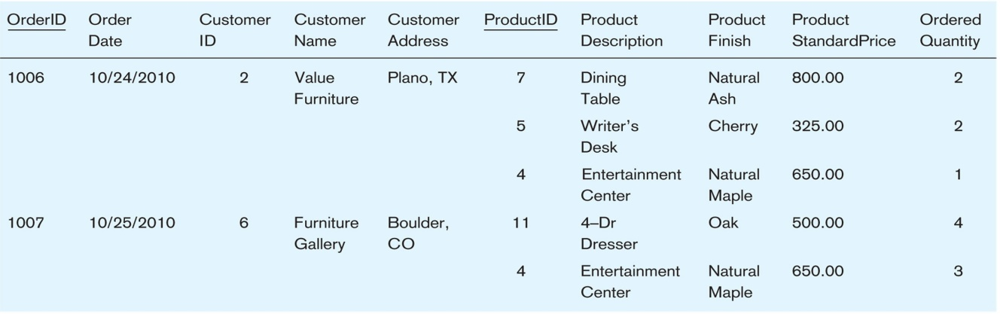 OrderID Order Date Customer ID Customer Name Customer Address ProductID Product Description Product Finish Product StandardPrice Ordered Quantity
1006 10/24/2010 2 Value Furniture Plano, TX 7 Dining Table Natural Ash 800.00 2
5 Writer’s Desk Cherry 325.00 2
4 Entertainment Center Natural Maple 650.00 1
1007 10/25/2010 6 Furniture Gallery Boulder, CO 11 4–Dr Dresser Oak 500.00 4
4 Entertainment Center Natural Maple 650.00 3